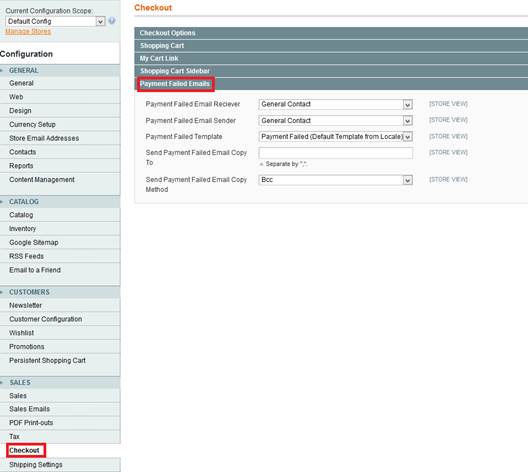 Current Configuration Scope:
Default Config
Manage Stores
Configuration
GENERAL
General
Web
Design
Currency Setup
Store Email Addresses
Contacts
Reports
Content Management
CATALOG
Catalog
Inventory
Google Sitemap
RSS Feeds
Email to a Friend
CUSTOMERS
Newsletter
Customer Configuration
Wishlist
Promotions
Persistent Shopping Cart
SALES
Sales
Sales Emails
PDF Print-outs
Tax
Checkout
Shipping Settings
Checkout
Checkout Options
Shopping Cart
My Cart Link
Shopping Cart Sidebar
Payment Failed Emails
Payment Failed Email Reciever General Contact [STORE VIEW]
Payment Failed Email Sender General Contact [STORE VIEW]
Payment Failed Template Payment Failed (Default Template from Locale) [STORE VIEW]
Send Payment Failed Email Copy [STORE VIEW]
To Separate by ",".
Send Payment Failed Email Copy Bcc [STORE VIEW]
Method